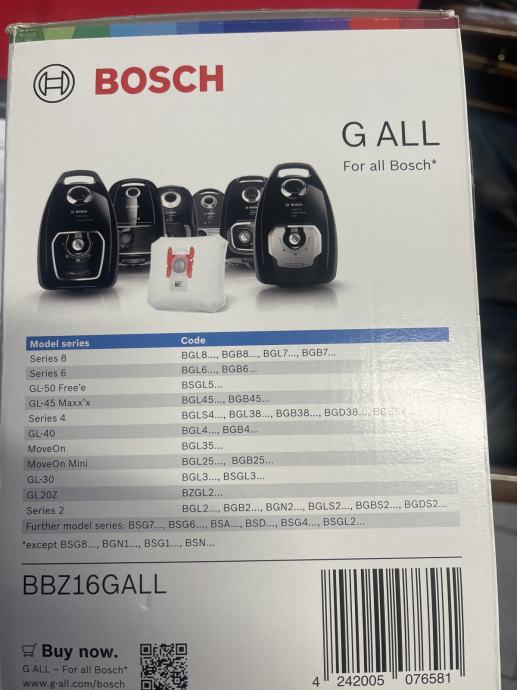 BOSCH
G ALL
For all Bosch*
BOSCH
BOSCH
Model series Code
Series 8 BGL8..., BGB8..., BGL7..., BGB7...
Series 6 BGL6..., BGB6...
GL-50 Free'e BSGL5...
GL-45 Maxx'x BGL45..., BGB45...
Series 4 BGLS4..., BGL38..., BGB38..., BGD38...,
GL-40 BGL4..., BGB4...
MoveOn BGL35...
MoveOn Mini BGL25..., BGB25...
GL-30 BGL3..., BSGL3...
GL20Z BZGL2...
Series 2 BGL2..., BGB2..., BGN2..., BGLS2..., BGBS2..., BGDS2...
Further model series: BSG7..., BSG6..., BSA..., BSD..., BSG4..., BSGL2...
*except BSG8..., BGN1..., BSG1..., BSN...
BBZ16GALL
Buy now.
G ALL – For all Bosch*
www.g-all.com/bosch
4 242005 076581